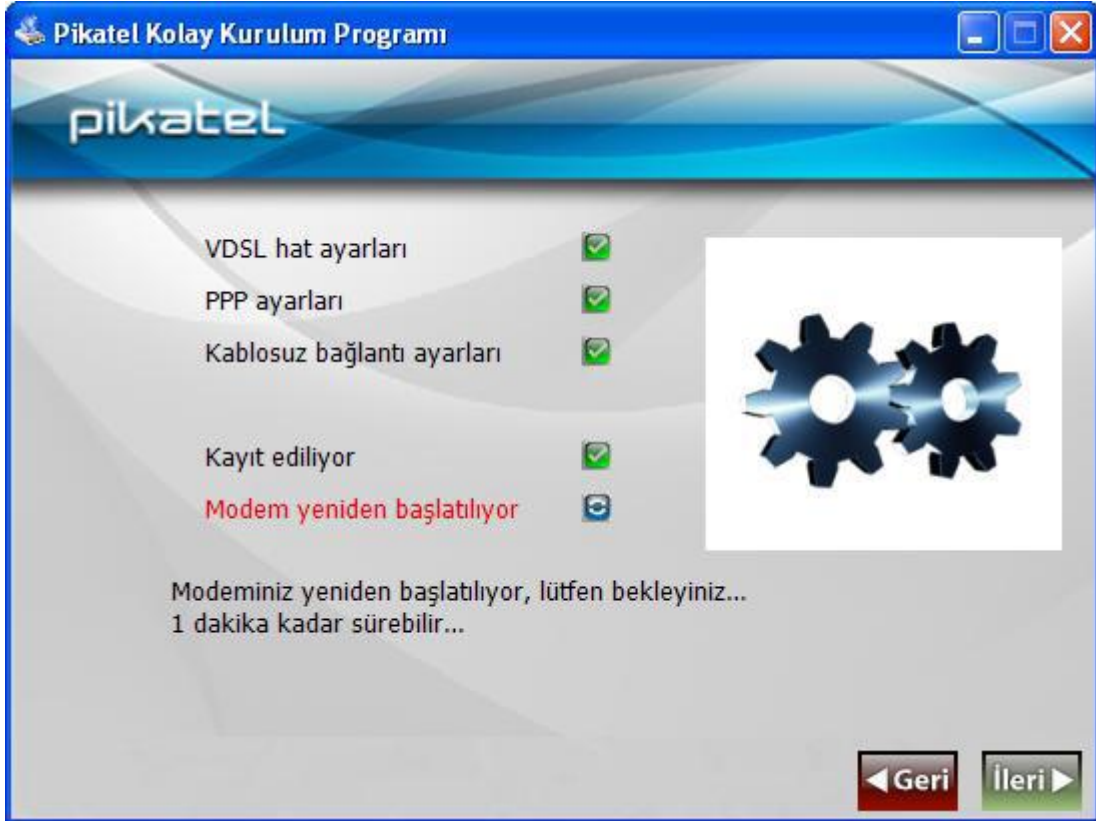 Pikatel Kolay Kurulum Programı
pikatel
VDSL hat ayarları
PPP ayarları
Kablosuz bağlantı ayarları
Kayıt ediliyor
Modem yeniden başlatılıyor
Modeminiz yeniden başlatılıyor, lütfen bekleyiniz...
1 dakika kadar sürebilir...
Geri İleri